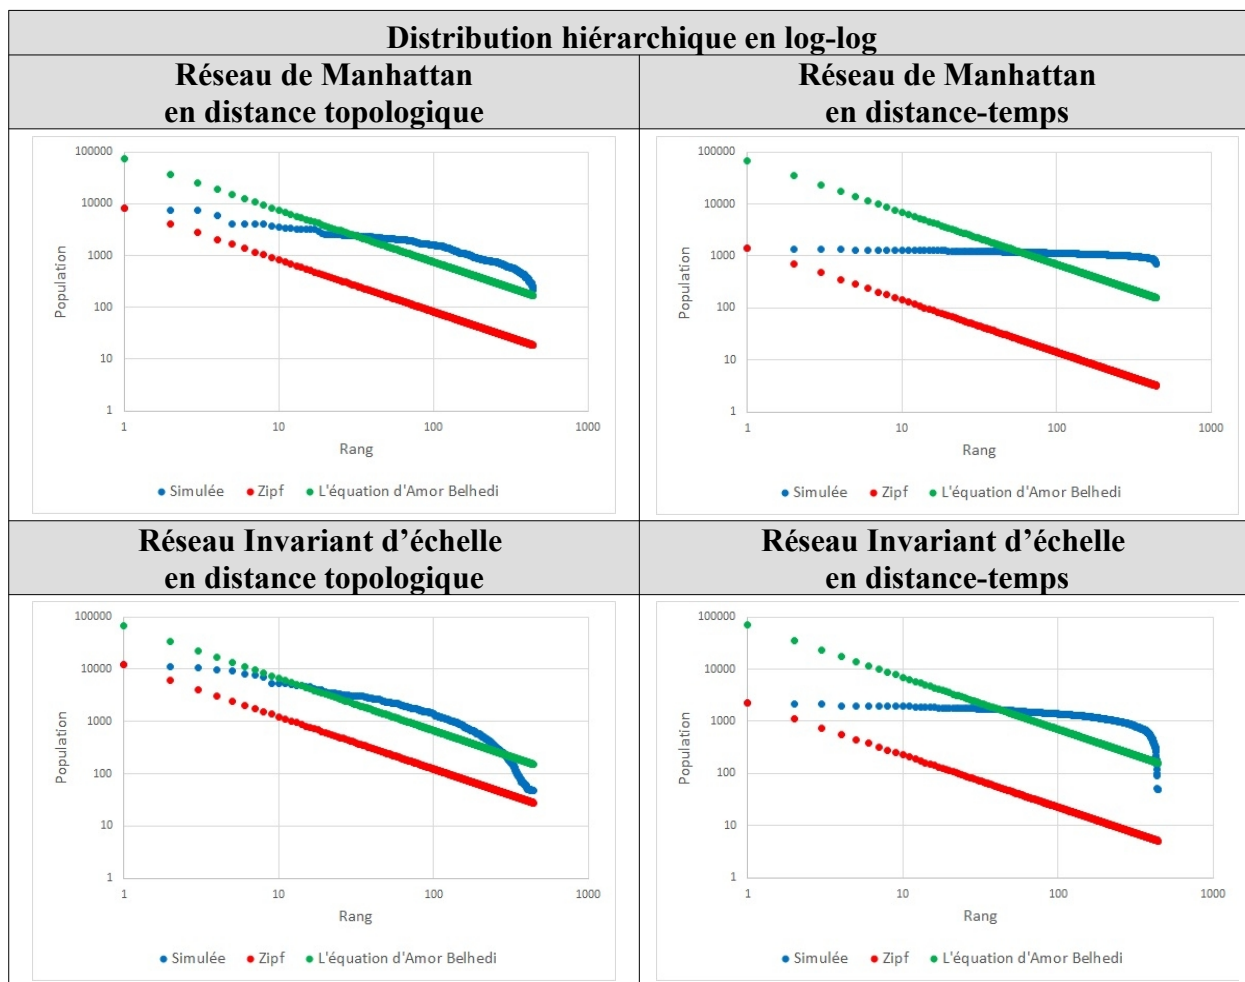 Distribution hiérarchique en log-log
Réseau de Manhattan
en distance topologique
Réseau de Manhattan
en distance-temps
100000
10000
1000
100
10
1
Population
1
10
100
1000
Rang
Simulée
Zipf
L'équation d'Amor Belhedi
100000
10000
1000
100
10
1
Population
1
10
100
1000
Rang
Simulée
Zipf
L'équation d'Amor Belhedi
Réseau Invariant d’échelle
en distance topologique
Réseau Invariant d’échelle
en distance-temps
100000
10000
1000
100
10
1
Population
1
10
100
1000
Rang
Simulée
Zipf
L'équation d'Amor Belhedi
100000
10000
1000
100
10
1
Population
1
10
100
1000
Rang
Simulée
Zipf
L'équation d'Amor Belhedi